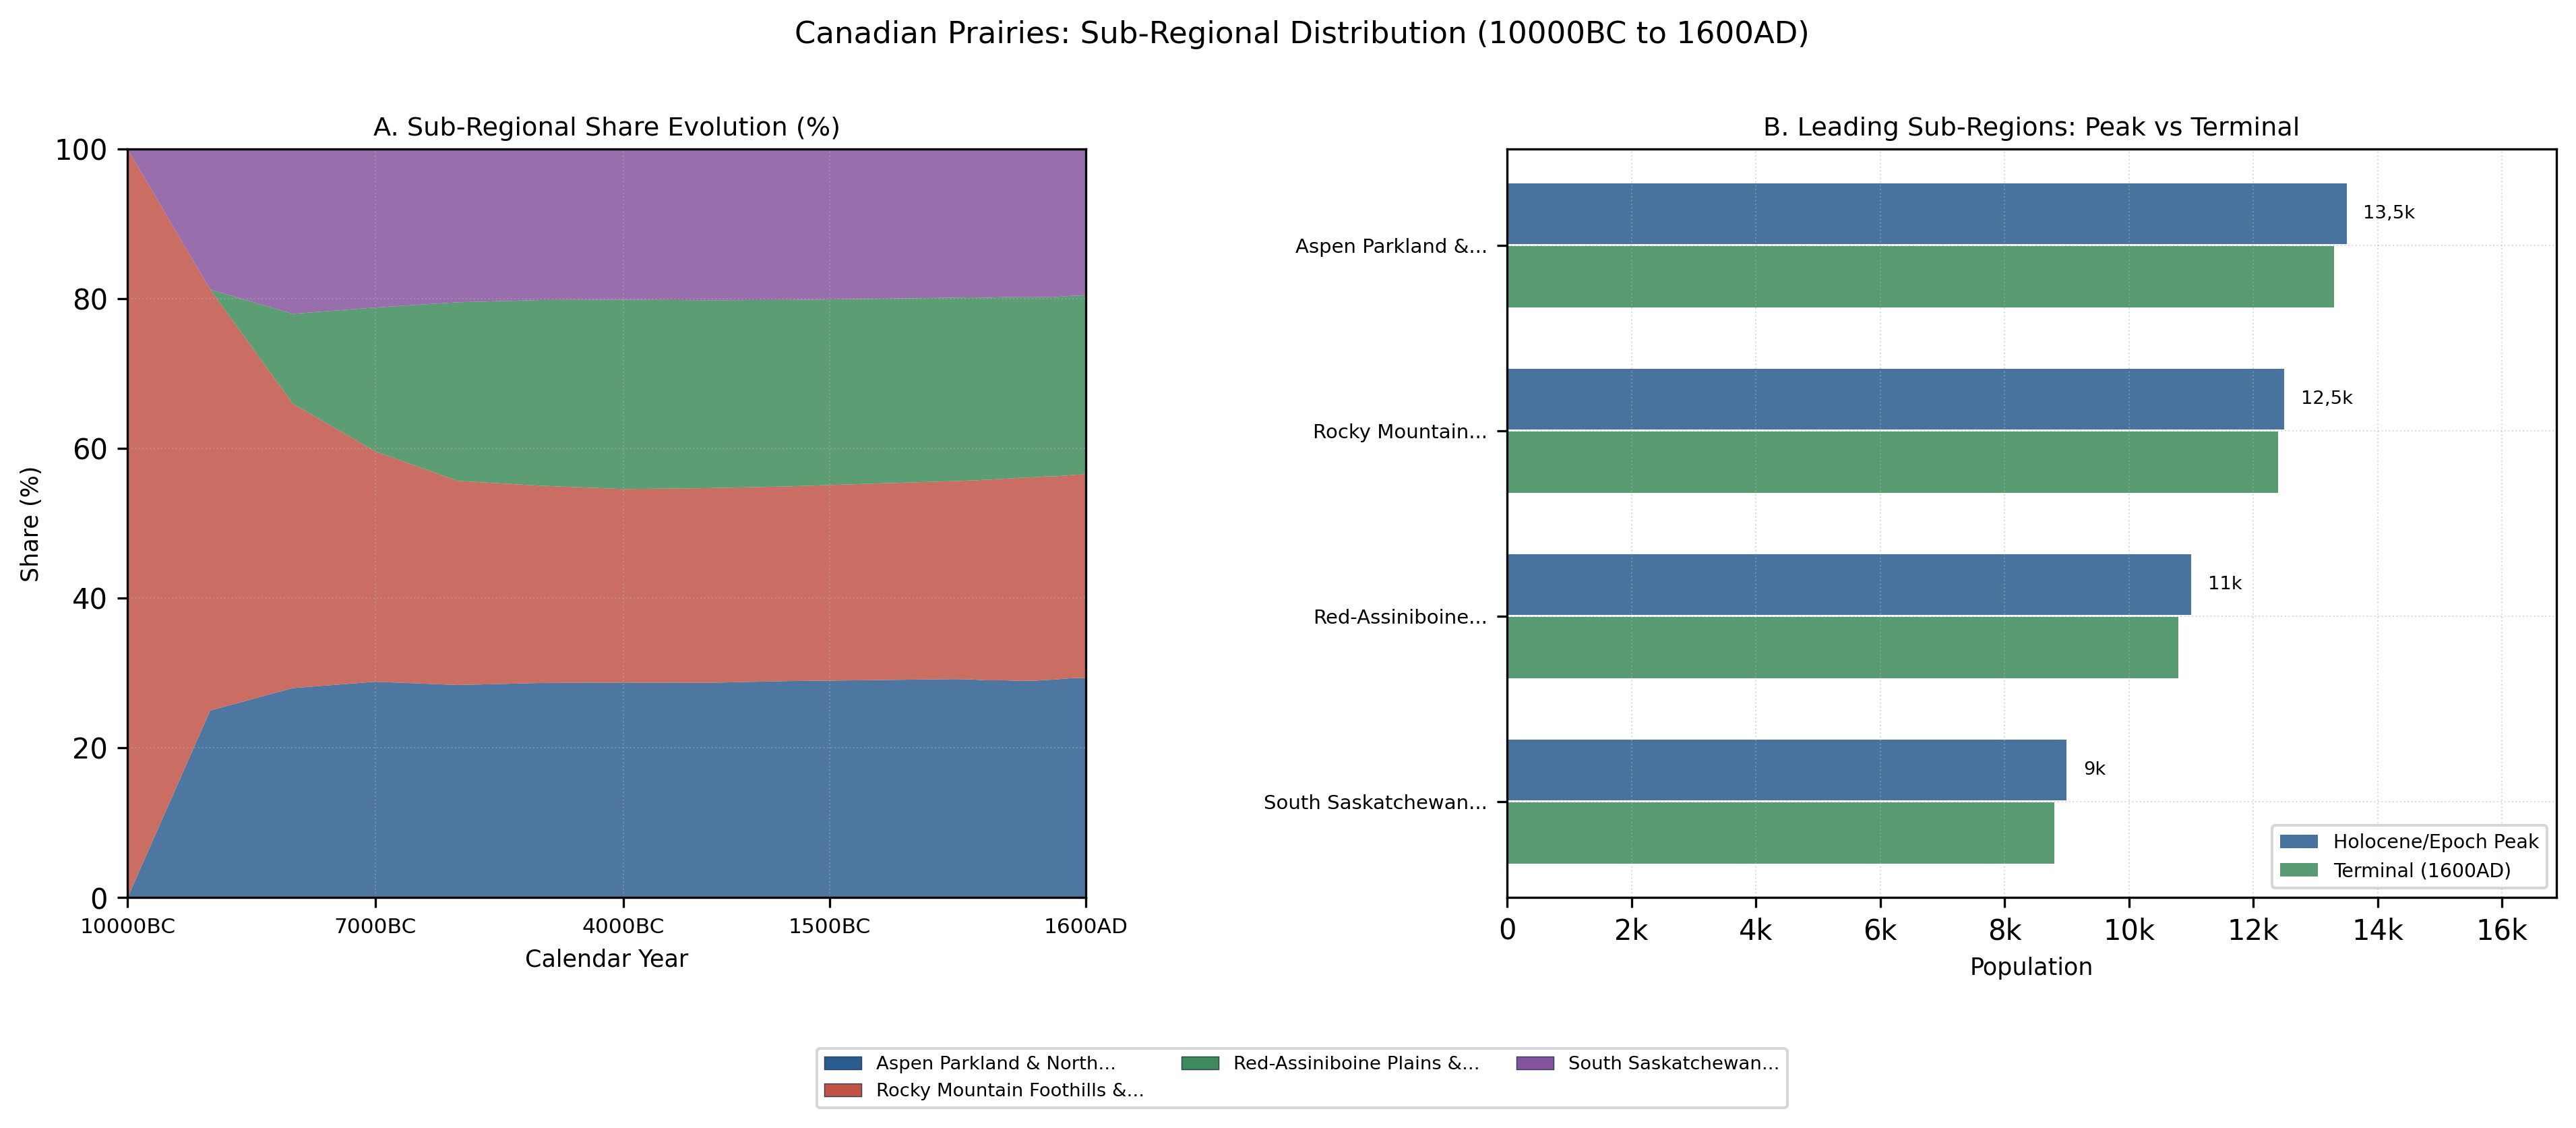 Canadian Prairies: Sub-Regional Distribution (10000BC to 1600AD)
A. Sub-Regional Share Evolution (%)
100
80
60
40
20
0
Share (%)
10000BC
7000BC
4000BC
1500BC
1600AD
Calendar Year
B. Leading Sub-Regions: Peak vs Terminal
Aspen Parkland &...
Rocky Mountain...
Red-Assiniboine...
South Saskatchewan...
13,5k
12,5k
11k
9k
Holocene/Epoch Peak
Terminal (1600AD)
0
2k
4k
6k
8k
10k
12k
14k
16k
Population
Aspen Parkland & North...
Rocky Mountain Foothills &...
Red-Assiniboine Plains &...
South Saskatchewan...